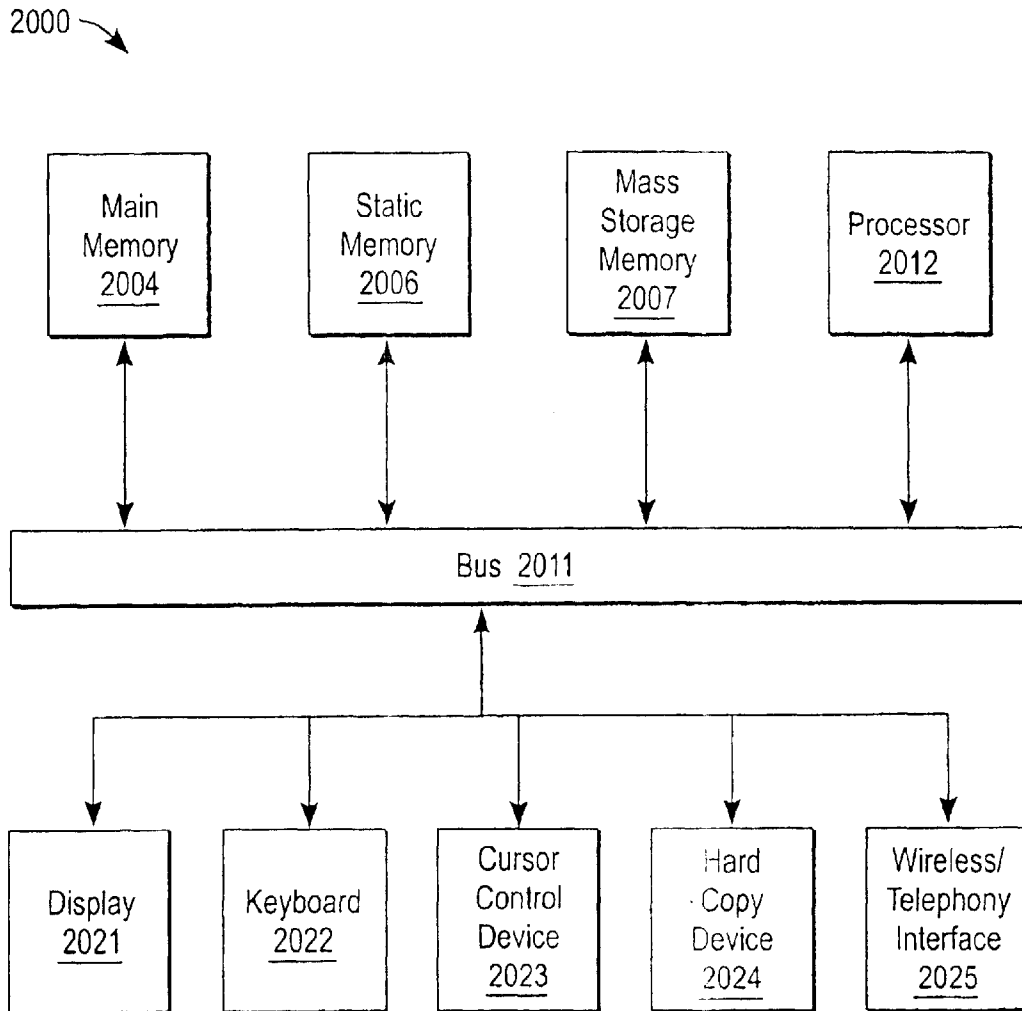 2000
Main
Memory
2004
Static
Memory
2006
Mass
Storage
Memory
2007
Processor
2012
Bus 2011
Display
2021
Keyboard
2022
Cursor
Control
Device
2023
Hard
Copy
Device
2024
Wireless/
Telephony
Interface
2025